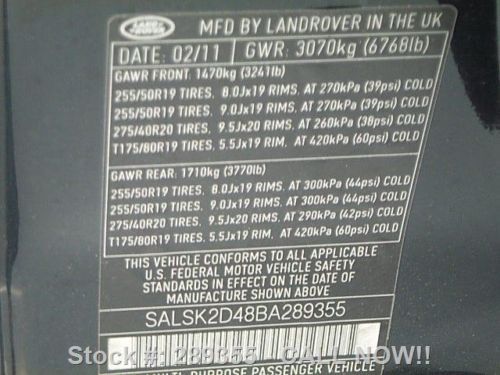 LAND ROVER
MFD BY LANDROVER IN THE UK
DATE: 02/11 GWR: 3070kg (6768lb)
GAWR FRONT: 1470kg (3241lb)
255/50R19 TIRES, 8.0Jx19 RIMS, AT 270kPa (39psi) COLD
255/50R19 TIRES, 9.0Jx19 RIMS, AT 270kPa (39psi) COLD
275/40R20 TIRES, 9.5Jx20 RIMS, AT 260kPa (38psi) COLD
T175/80R19 TIRES, 5.5Jx19 RIM, AT 420kPa (60psi) COLD
GAWR REAR: 1710kg (3770lb)
255/50R19 TIRES, 8.0Jx19 RIMS, AT 300kPa (44psi) COLD
255/50R19 TIRES, 9.0Jx19 RIMS, AT 300kPa (44psi) COLD
275/40R20 TIRES, 9.5Jx20 RIMS, AT 290kPa (42psi) COLD
T175/80R19 TIRES, 5.5Jx19 RIM, AT 420kPa (60psi) COLD
THIS VEHICLE CONFORMS TO ALL APPLICABLE
U.S. FEDERAL MOTOR VEHICLE SAFETY
STANDARDS IN EFFECT ON THE DATE OF
MANUFACTURE SHOWN ABOVE.
SALSK2D48BA289355
Stock #: 289355 CALL NOW!!
MULTI-PURPOSE PASSENGER VEHICLE